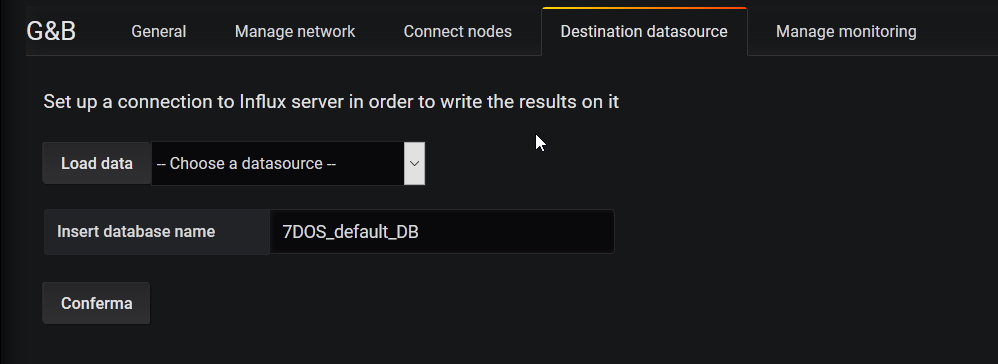 G&B General Manage network Connect nodes Destination datasource Manage monitoring
Set up a connection to Influx server in order to write the results on it
Load data -- Choose a datasource --
Insert database name 7DOS_default_DB
Conferma